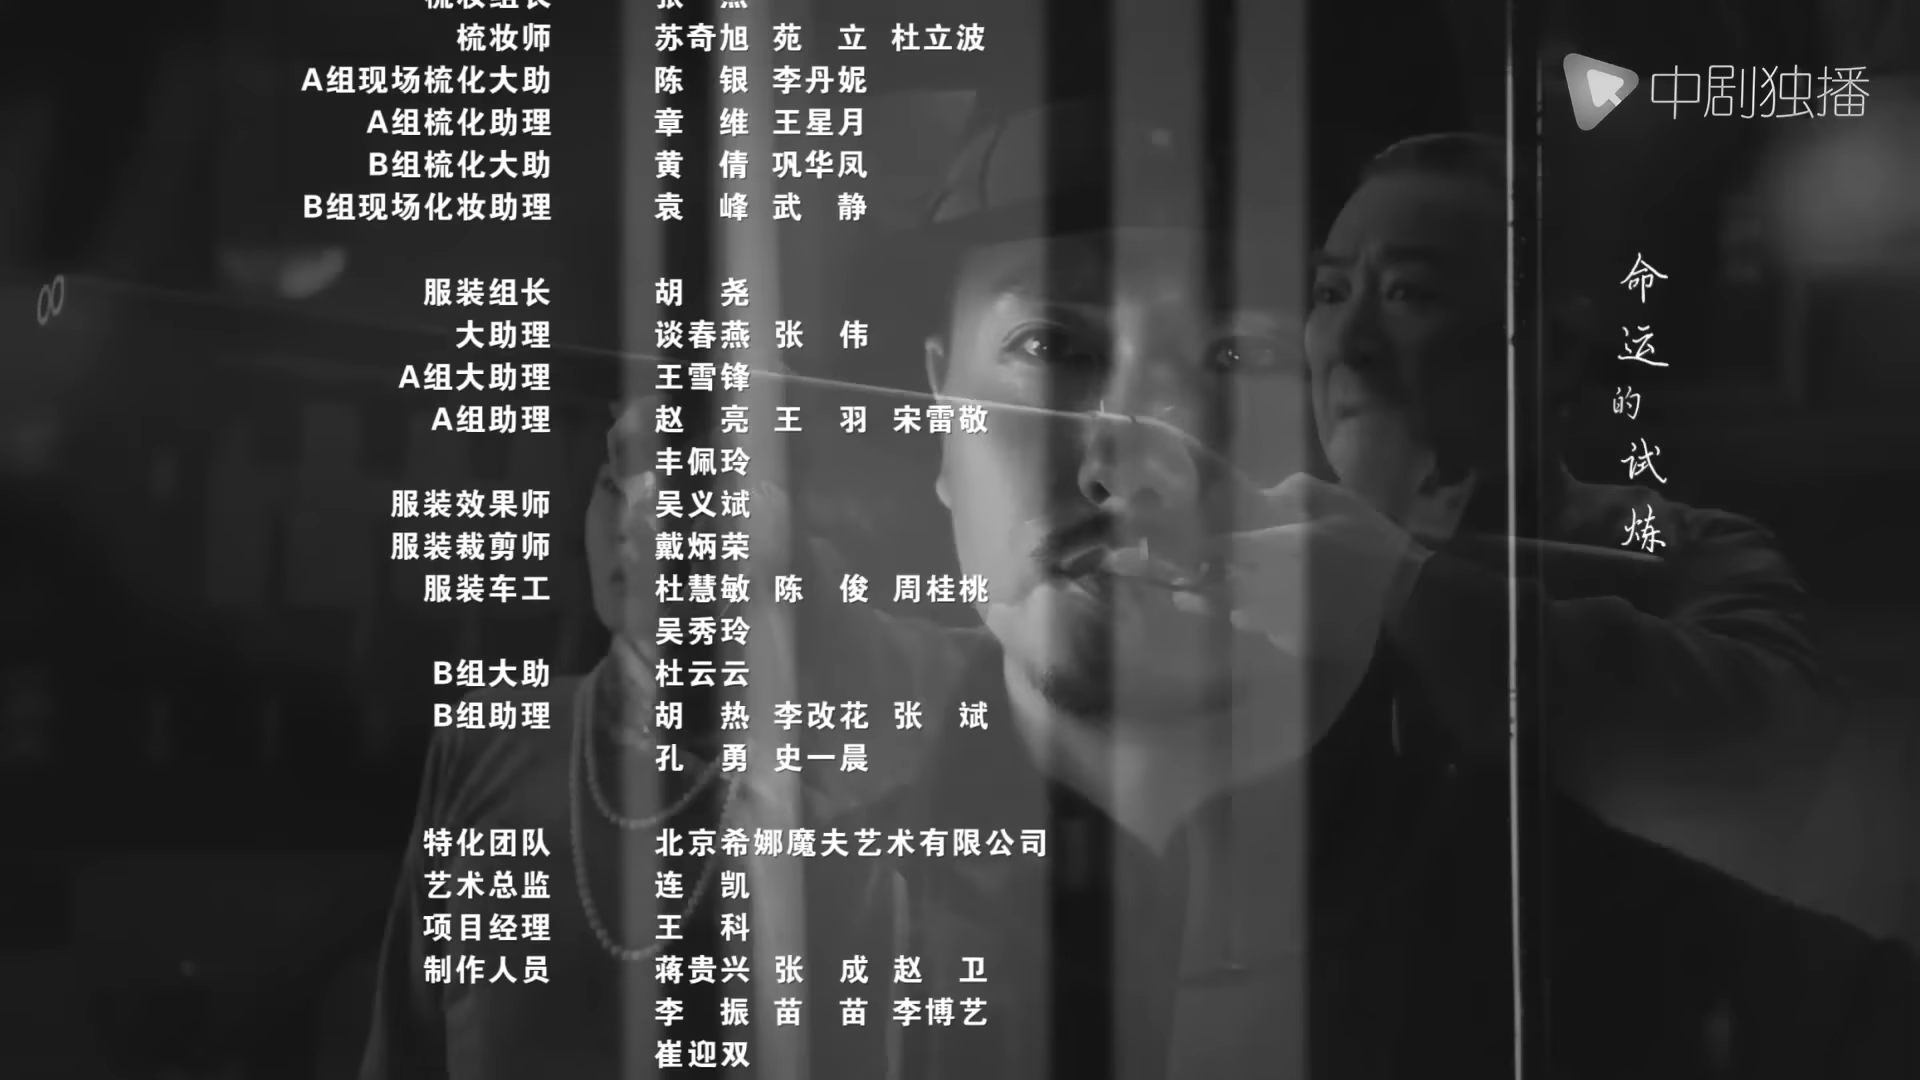 梳妆师 苏奇旭 苑 立 杜立波
A组现场梳化大助 陈 银 李丹妮
A组梳化助理 章 维 王星月
B组梳化大助 黄 倩 巩华凤
B组现场化妆助理 袁 峰 武 静
服装组长 胡 尧
大助理 谈春燕 张 伟
A组大助理 王雪锋
A组助理 赵 亮 王 羽 宋雷敬
丰佩玲
服装效果师 吴义斌
服装裁剪师 戴炳荣
服装车工 杜慧敏 陈 俊 周桂桃
吴秀玲
B组大助 杜云云
B组助理 胡 热 李改花 张 斌
孔 勇 史一晨
特化团队 北京希娜魔夫艺术有限公司
艺术总监 连 凯
项目经理 王 科
制作人员 蒋贵兴 张 成 赵 卫
李 振 苗 苗 李博艺
崔迎双
中剧独播
命运的试炼